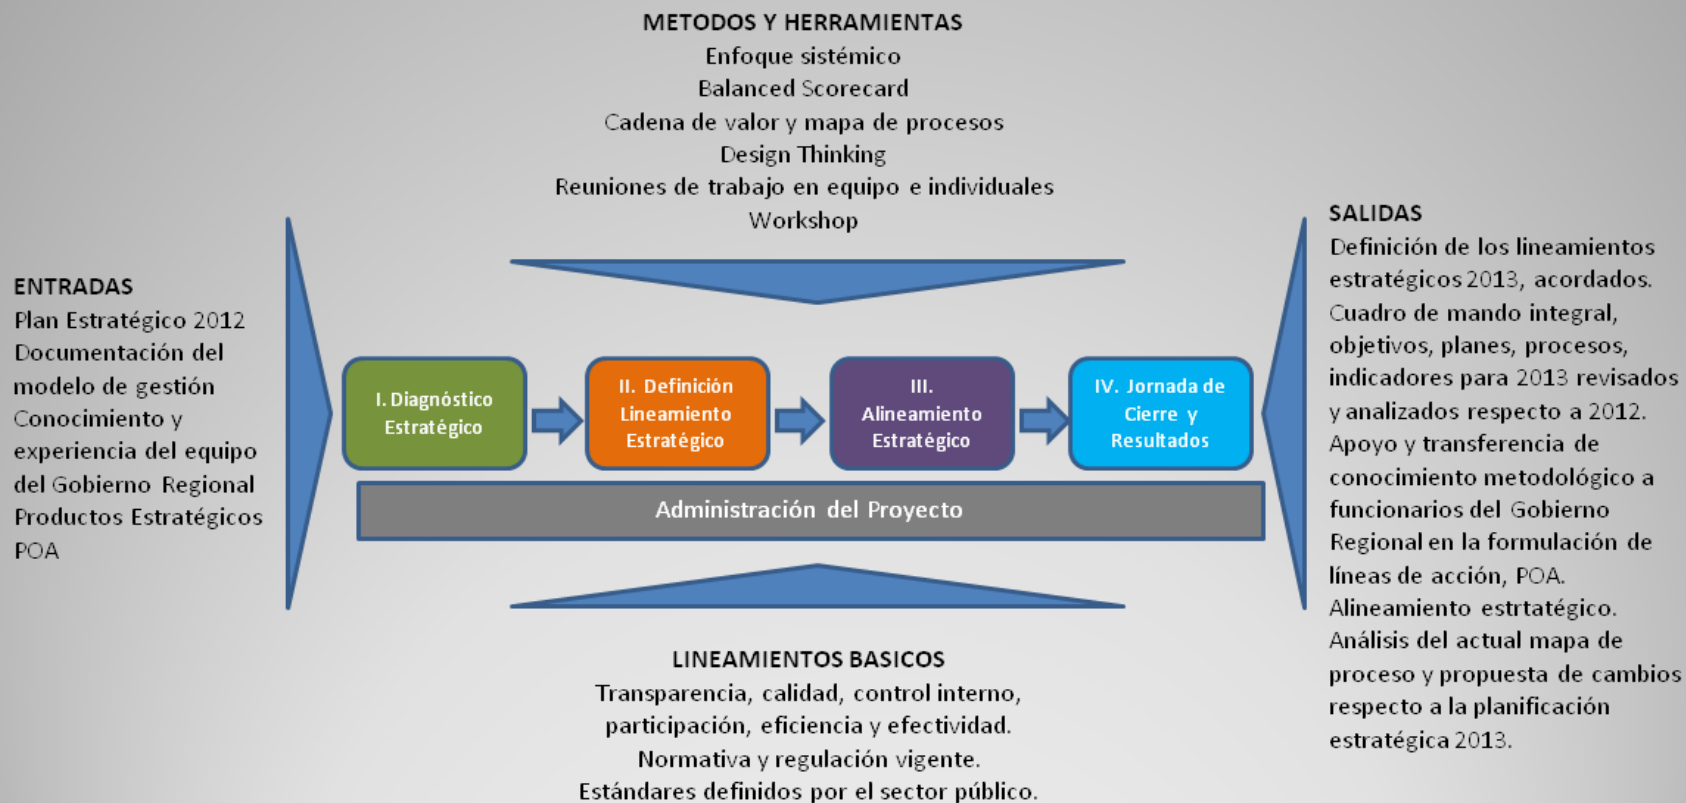 METODOS Y HERRAMIENTAS
Enfoque sistémico
Balanced Scorecard
Cadena de valor y mapa de procesos
Design Thinking
Reuniones de trabajo en equipo e individuales
Workshop
ENTRADAS
Plan Estratégico 2012
Documentación del
modelo de gestión
Conocimiento y
experiencia del equipo
del Gobierno Regional
Productos Estratégicos
POA
I. Diagnóstico
Estratégico
II. Definición
Lineamiento
Estratégico
III.
Alineamiento
Estratégico
IV. Jornada de
Cierre y
Resultados
Administración del Proyecto
SALIDAS
Definición de los lineamientos
estratégicos 2013, acordados.
Cuadro de mando integral,
objetivos, planes, procesos,
indicadores para 2013 revisados
y analizados respecto a 2012.
Apoyo y transferencia de
conocimiento metodológico a
funcionarios del Gobierno
Regional en la formulación de
líneas de acción, POA.
Alineamiento estrtatégico.
Análisis del actual mapa de
proceso y propuesta de cambios
respecto a la planificación
estratégica 2013.
LINEAMIENTOS BASICOS
Transparencia, calidad, control interno,
participación, eficiencia y efectividad.
Normativa y regulación vigente.
Estándares definidos por el sector público.